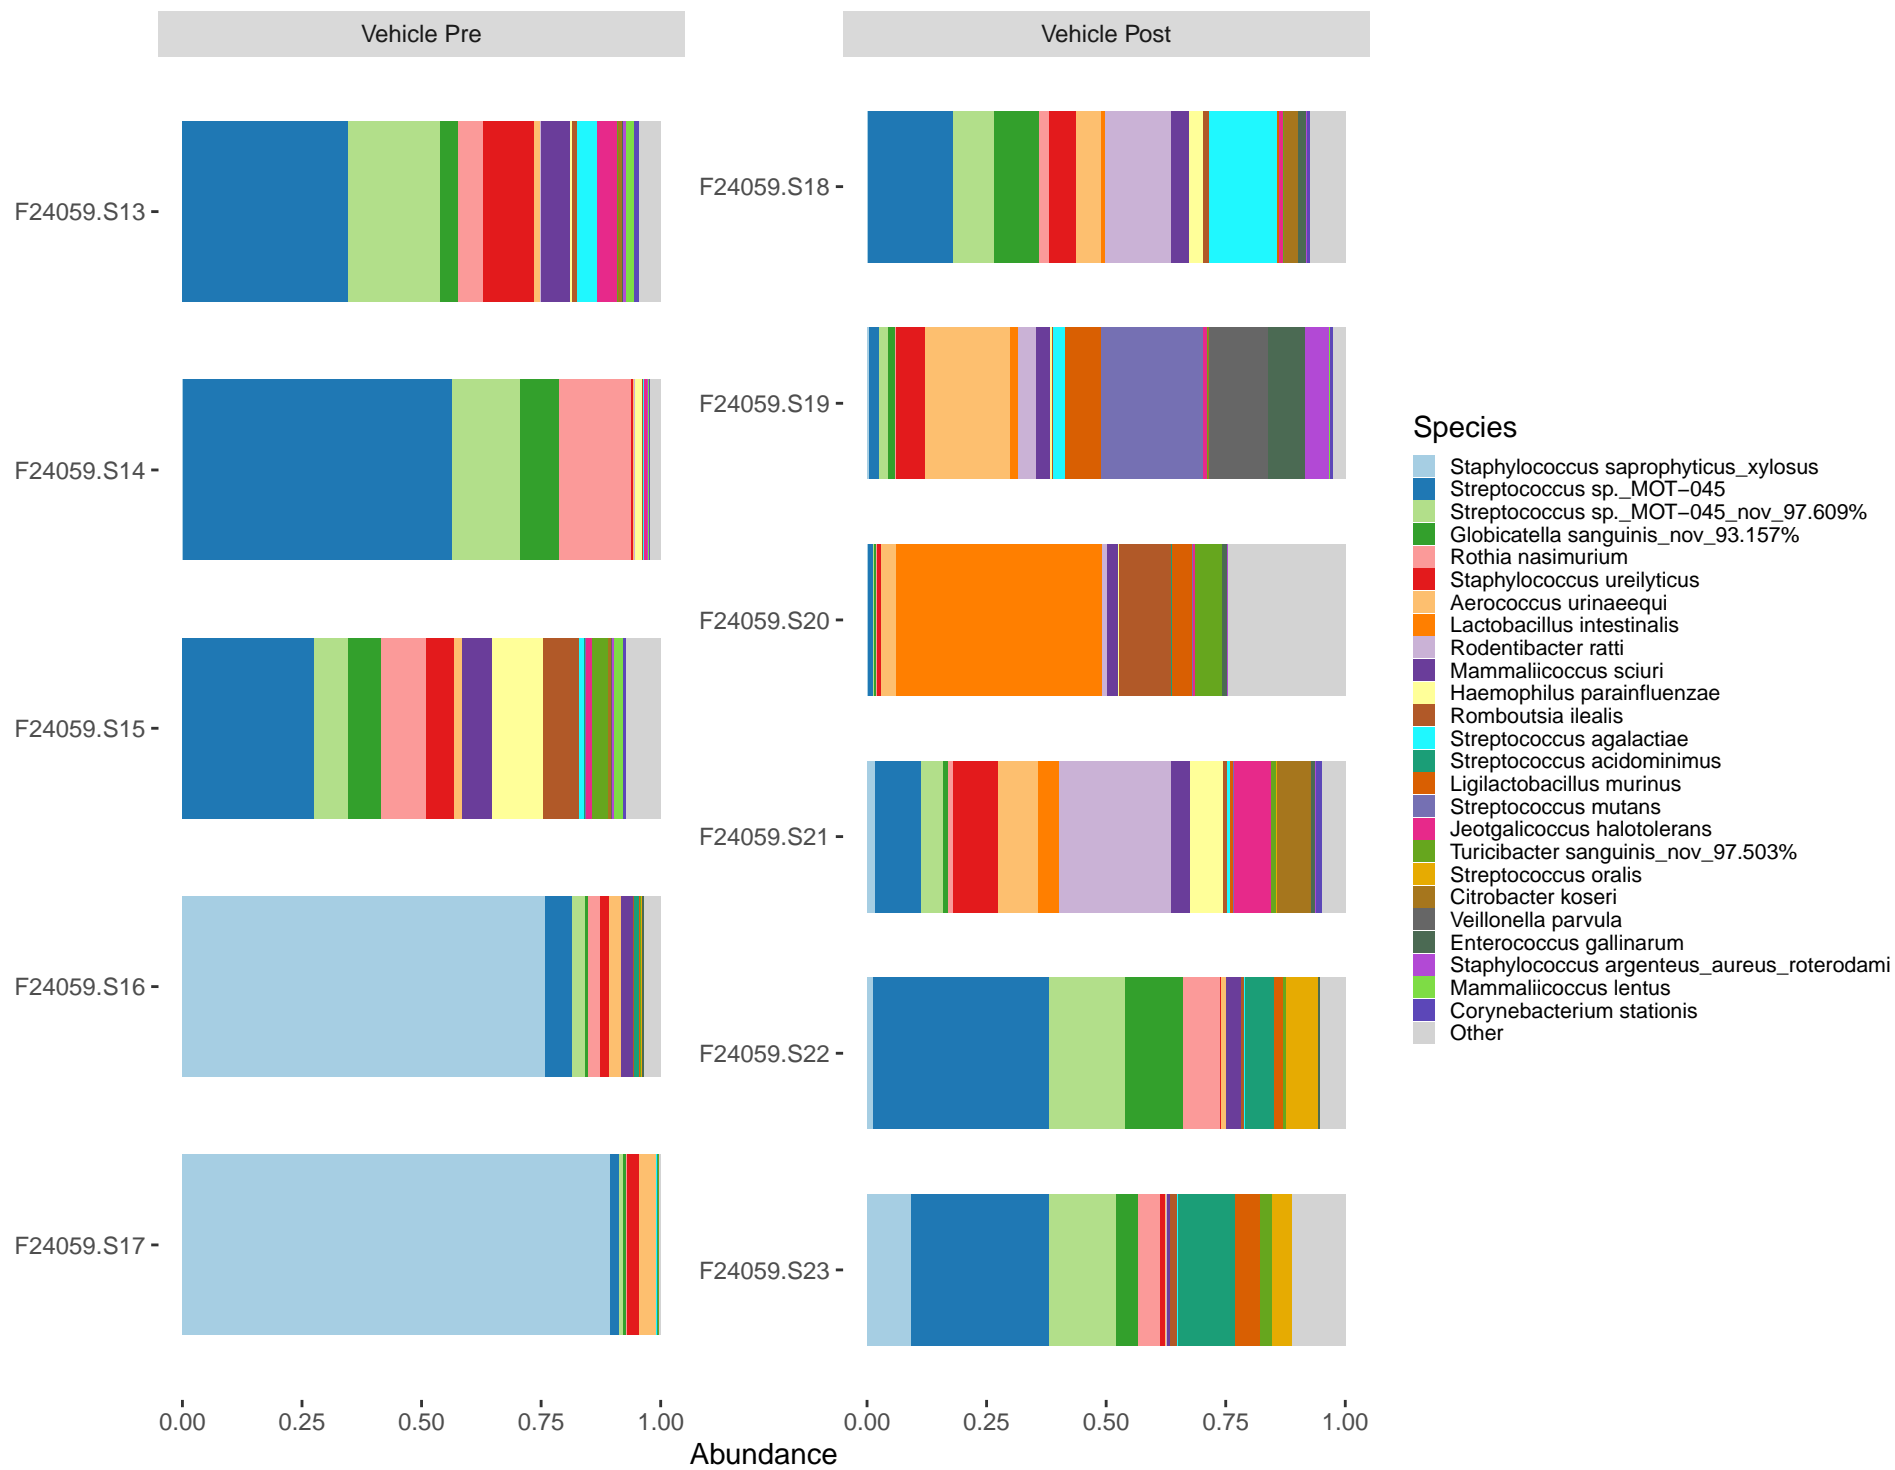 Vehicle Pre
Vehicle Post
F24059.S13
F24059.S14
F24059.S15
F24059.S16
F24059.S17
F24059.S18
F24059.S19
F24059.S20
F24059.S21
F24059.S22
F24059.S23
0.00 0.25 0.50 0.75 1.00
0.00 0.25 0.50 0.75 1.00
Abundance
Species
Staphylococcus saprophyticus_xylosus
Streptococcus sp._MOT−045
Streptococcus sp._MOT−045_nov_97.609%
Globicatella sanguinis_nov_93.157%
Rothia nasimurium
Staphylococcus ureilyticus
Aerococcus urinaeequi
Lactobacillus intestinalis
Rodentibacter ratti
Mammaliicoccus sciuri
Haemophilus parainfluenzae
Romboutsia ilealis
Streptococcus agalactiae
Streptococcus acidominimus
Ligilactobacillus murinus
Streptococcus mutans
Jeotgalicoccus halotolerans
Turicibacter sanguinis_nov_97.503%
Streptococcus oralis
Citrobacter koseri
Veillonella parvula
Enterococcus gallinarum
Staphylococcus argenteus_aureus_roterodami
Mammaliicoccus lentus
Corynebacterium stationis
Other